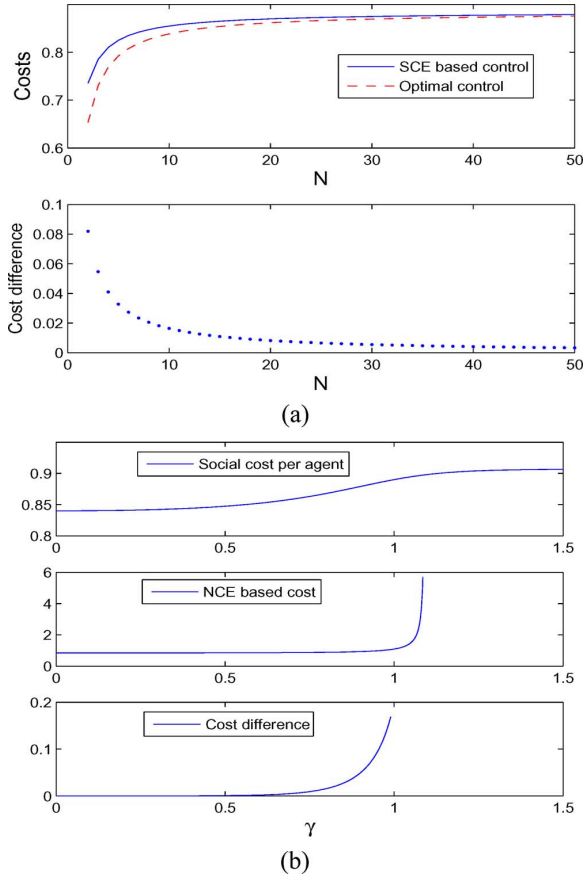 Costs
0.8
0.7
0.6
SCE based control
Optimal control
0 10 20 30 40 50
N
Cost difference
0.1
0.08
0.06
0.04
0.02
0
0 10 20 30 40 50
N
(a)
0.9
0.85
0.8
Social cost per agent
0 0.5 1 1.5
6
4
2
0
NCE based cost
0 0.5 1 1.5
0.2
0.1
0
Cost difference
0 0.5 1 1.5
γ
(b)